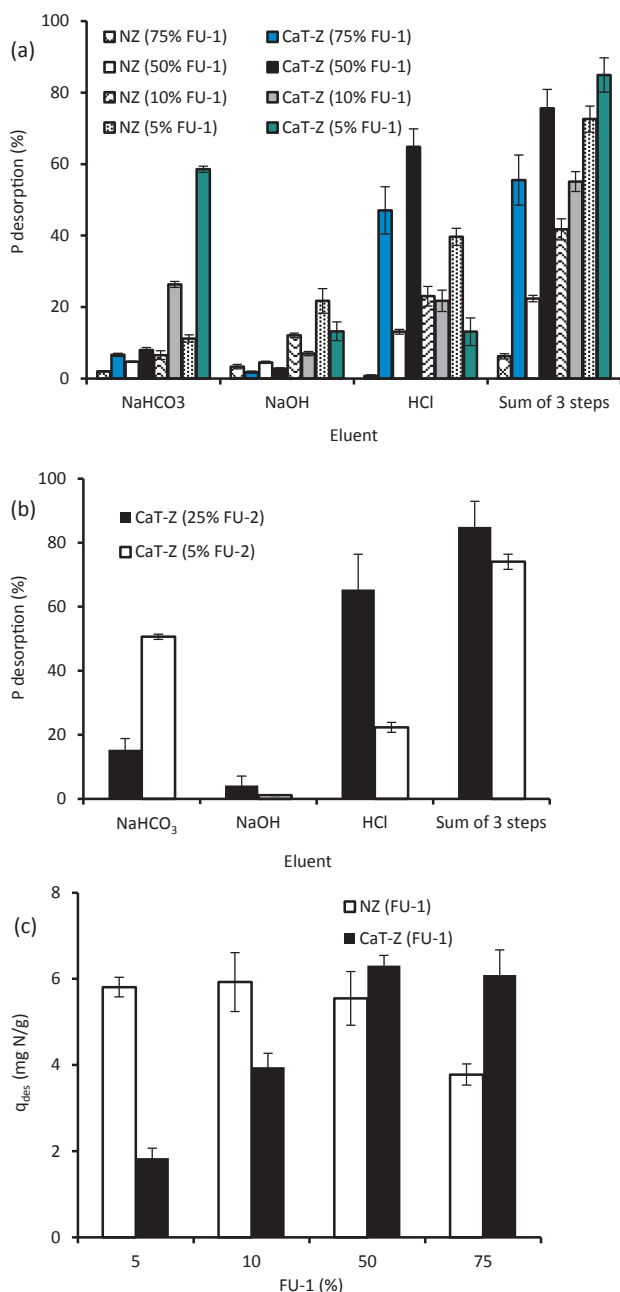 (a)
100
80
60
40
20
0
P desorption (%)
NZ (75% FU-1) CaT-Z (75% FU-1)
NZ (50% FU-1) CaT-Z (50% FU-1)
NZ (10% FU-1) CaT-Z (10% FU-1)
NZ (5% FU-1) CaT-Z (5% FU-1)
NaHCO3 NaOH HCl Sum of 3 steps
Eluent
(b)
100
80
60
40
20
0
P desorption (%)
CaT-Z (25% FU-2)
CaT-Z (5% FU-2)
NaHCO₃ NaOH HCl Sum of 3 steps
Eluent
(c)
8
6
4
2
0
q_des (mg N/g)
NZ (FU-1)
CaT-Z (FU-1)
5 10 50 75
FU-1 (%)